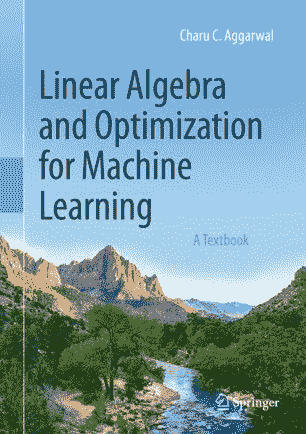 Charu C. Aggarwal
Linear Algebra
and Optimization
for Machine
Learning
A Textbook
Springer